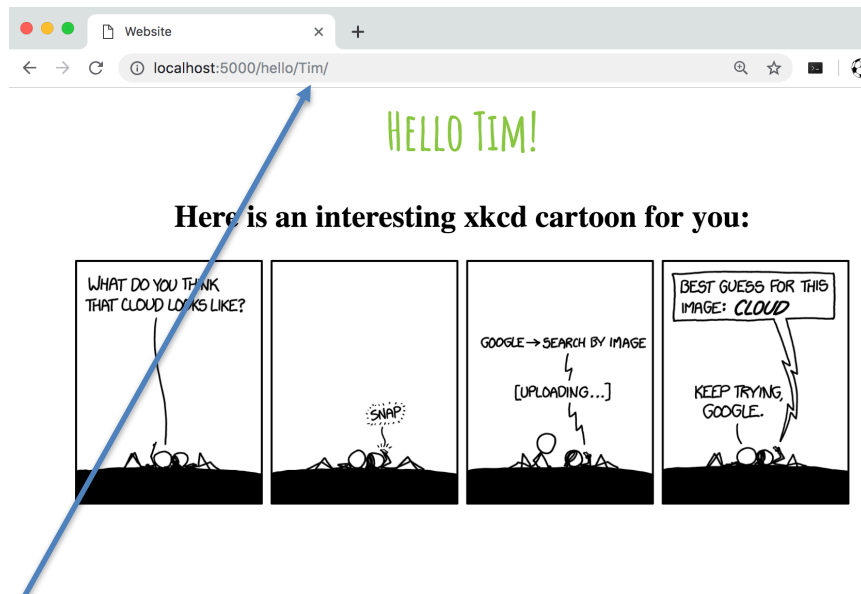 Website
localhost:5000/hello/Tim/
HELLO TIM!
Here is an interesting xkcd cartoon for you:
WHAT DO YOU THINK
THAT CLOUD LOOKS LIKE?
SNAP
GOOGLE→SEARCH BY IMAGE
[UPLOADING...]
BEST GUESS FOR THIS
IMAGE: CLOUD
KEEP TRYING,
GOOGLE.